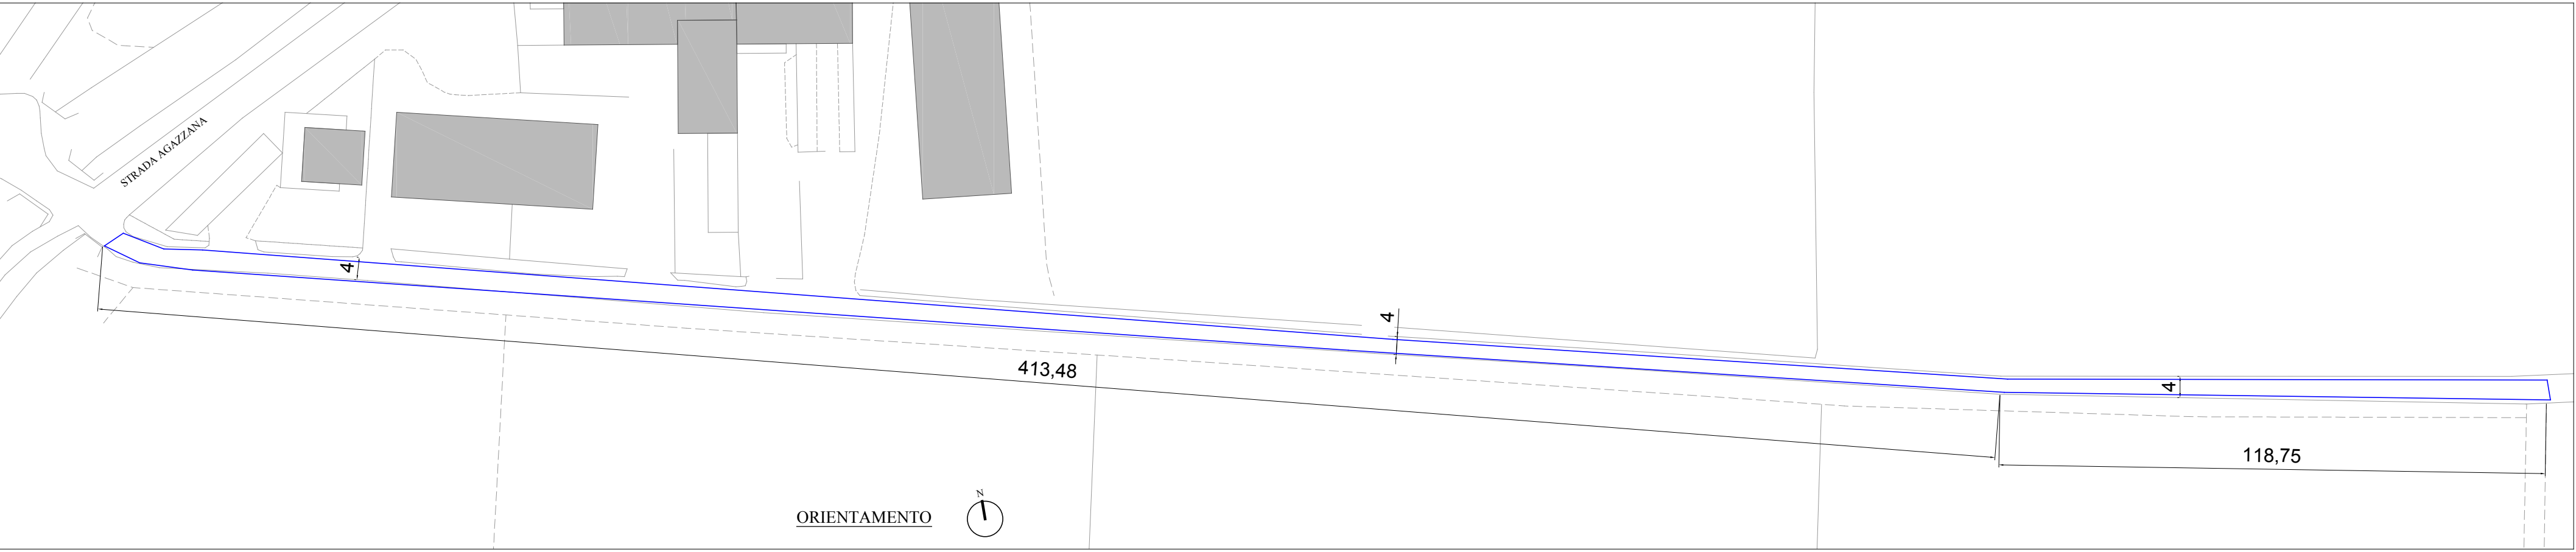 STRADA AGAZZANA
4
4
413,48
4
118,75
N
ORIENTAMENTO